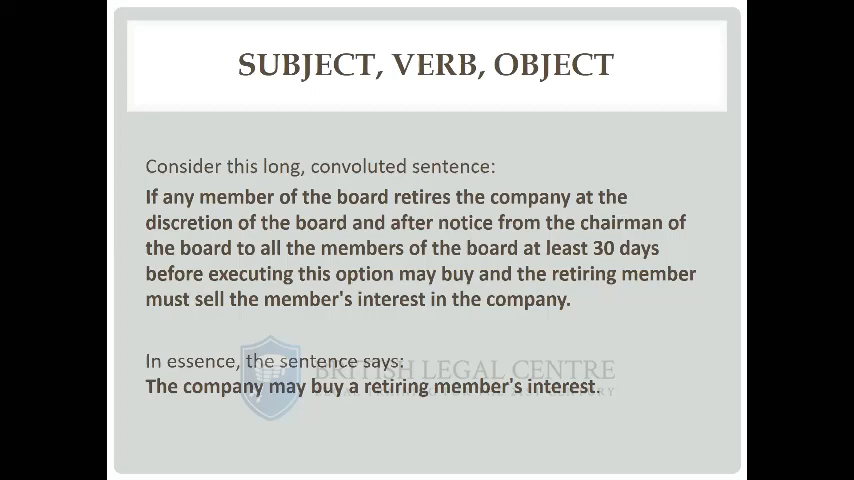 SUBJECT, VERB, OBJECT
Consider this long, convoluted sentence:
If any member of the board retires the company at the
discretion of the board and after notice from the chairman of
the board to all the members of the board at least 30 days
before executing this option may buy and the retiring member
must sell the member's interest in the company.
In essence, the sentence says:
BRITISH LEGAL CENTRE
The company may buy a retiring member's interest.